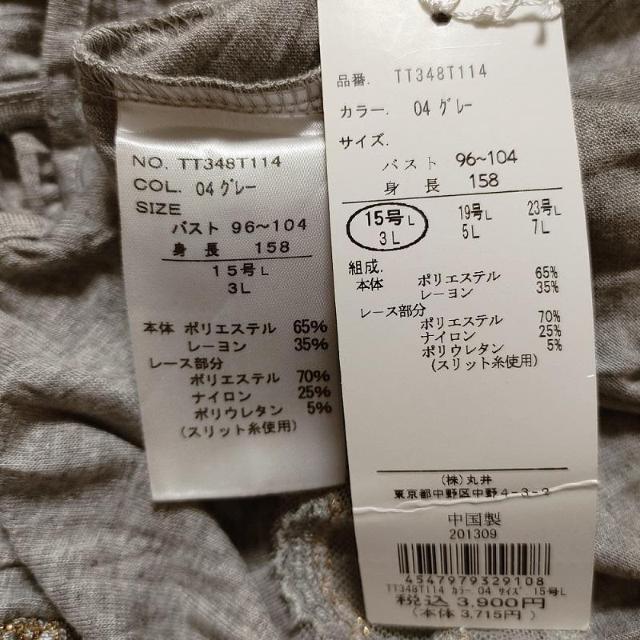 NO. TT348T114
COL. 04 グレー
SIZE
バスト 96~104
身長 158
15号L
3L
本体 ポリエステル 65%
レーヨン 35%
レース部分
ポリエステル 70%
ナイロン 25%
ポリウレタン 5%
(スリット糸使用)
品番. TT348T114
カラー. 04 グレー
サイズ.
バスト 96~104
身長 158
15号L 19号L 23号L
3L 5L 7L
組成.
本体 ポリエステル 65%
レーヨン 35%
レース部分
ポリエステル 70%
ナイロン 25%
ポリウレタン 5%
(スリット糸使用)
(株)丸井
東京都中野区中野4-3-2
中国製
201309
4347979329108
TT348T114 カラー 04 サイズ 15号L
税込 3,900円
(本体 3,715円)